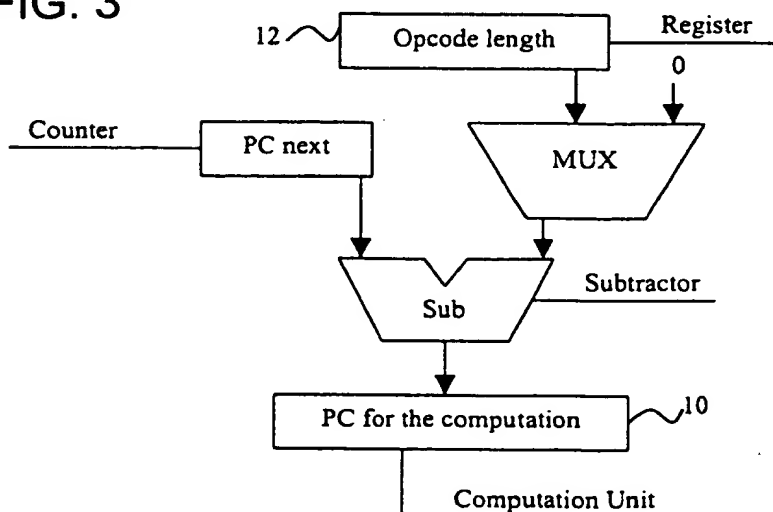 FIG. 3
12
Opcode length
Register
0
Counter
PC next
MUX
Sub
Subtractor
PC for the computation
10
Computation Unit